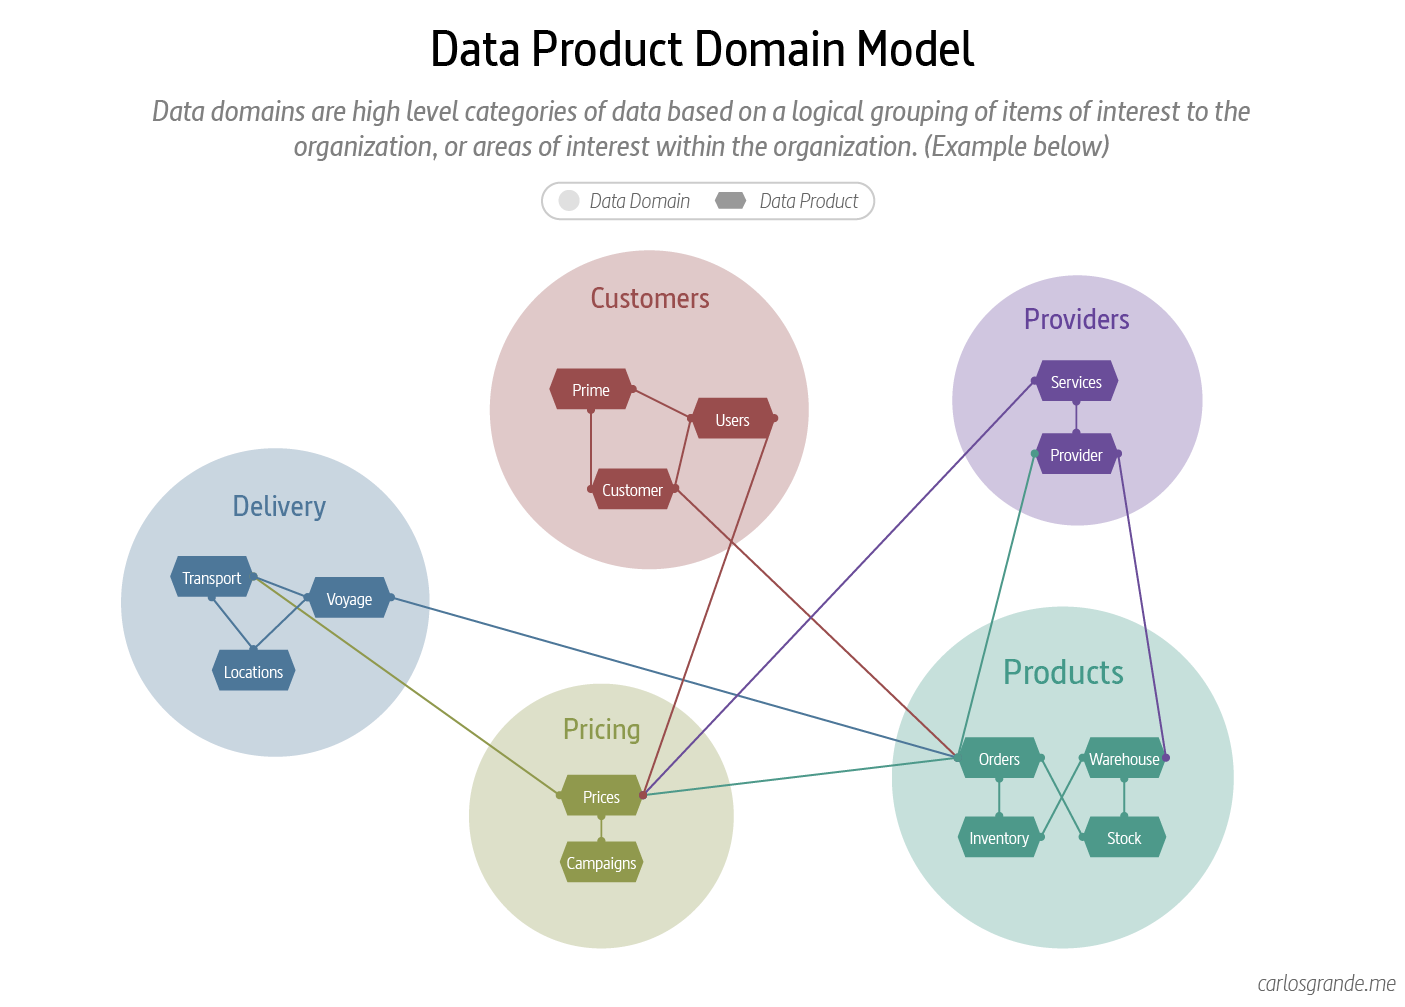 Data Product Domain Model
Data domains are high level categories of data based on a logical grouping of items of interest to the
organization, or areas of interest within the organization. (Example below)
Data Domain
Data Product
Customers
Prime
Users
Customer
Providers
Services
Provider
Delivery
Transport
Voyage
Locations
Pricing
Prices
Campaigns
Products
Orders
Warehouse
Inventory
Stock
carlosgrande.me